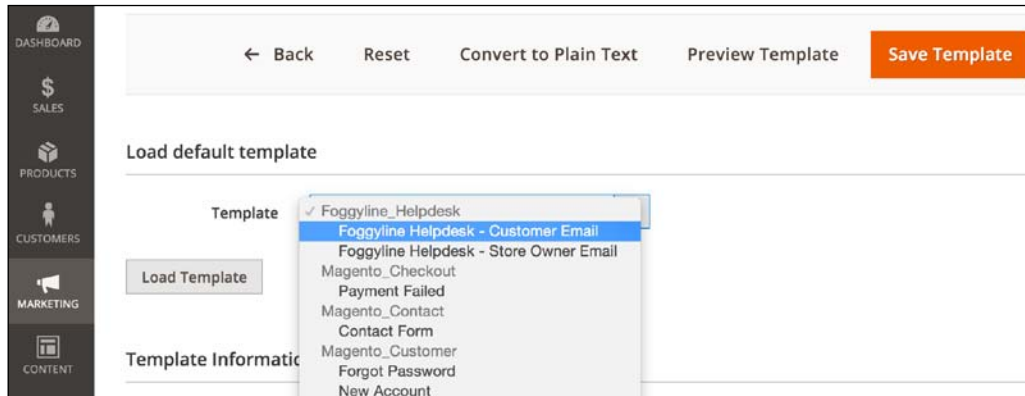 DASHBOARD
← Back Reset Convert to Plain Text Preview Template Save Template
$
SALES
PRODUCTS
Load default template
CUSTOMERS
Template
✓ Foggyline_Helpdesk
Foggyline Helpdesk - Customer Email
Foggyline Helpdesk - Store Owner Email
Load Template
Magento_Checkout
Payment Failed
MARKETING
Magento_Contact
Contact Form
CONTENT
Template Informatic
Magento_Customer
Forgot Password
New Account